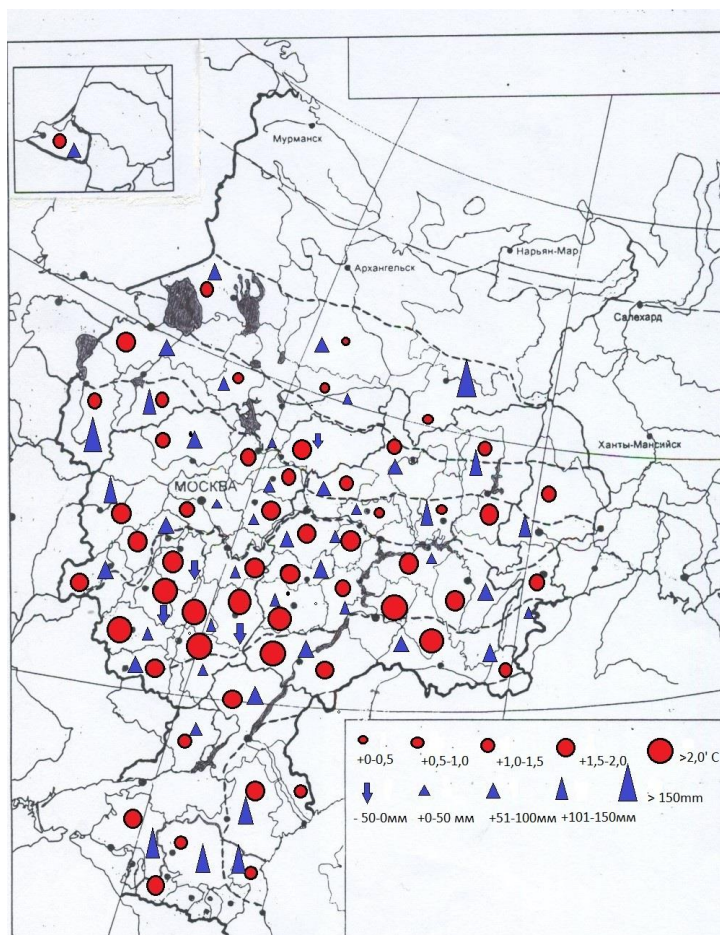 Мурманск
Нарьян-Мар
Архангельск
Салехард
Ханты-Мансийск
МОСКВА
+0-0,5 +0,5-1,0 +1,0-1,5 +1,5-2,0 >2,0' С
- 50-0мм +0-50 мм +51-100мм +101-150мм > 150mm